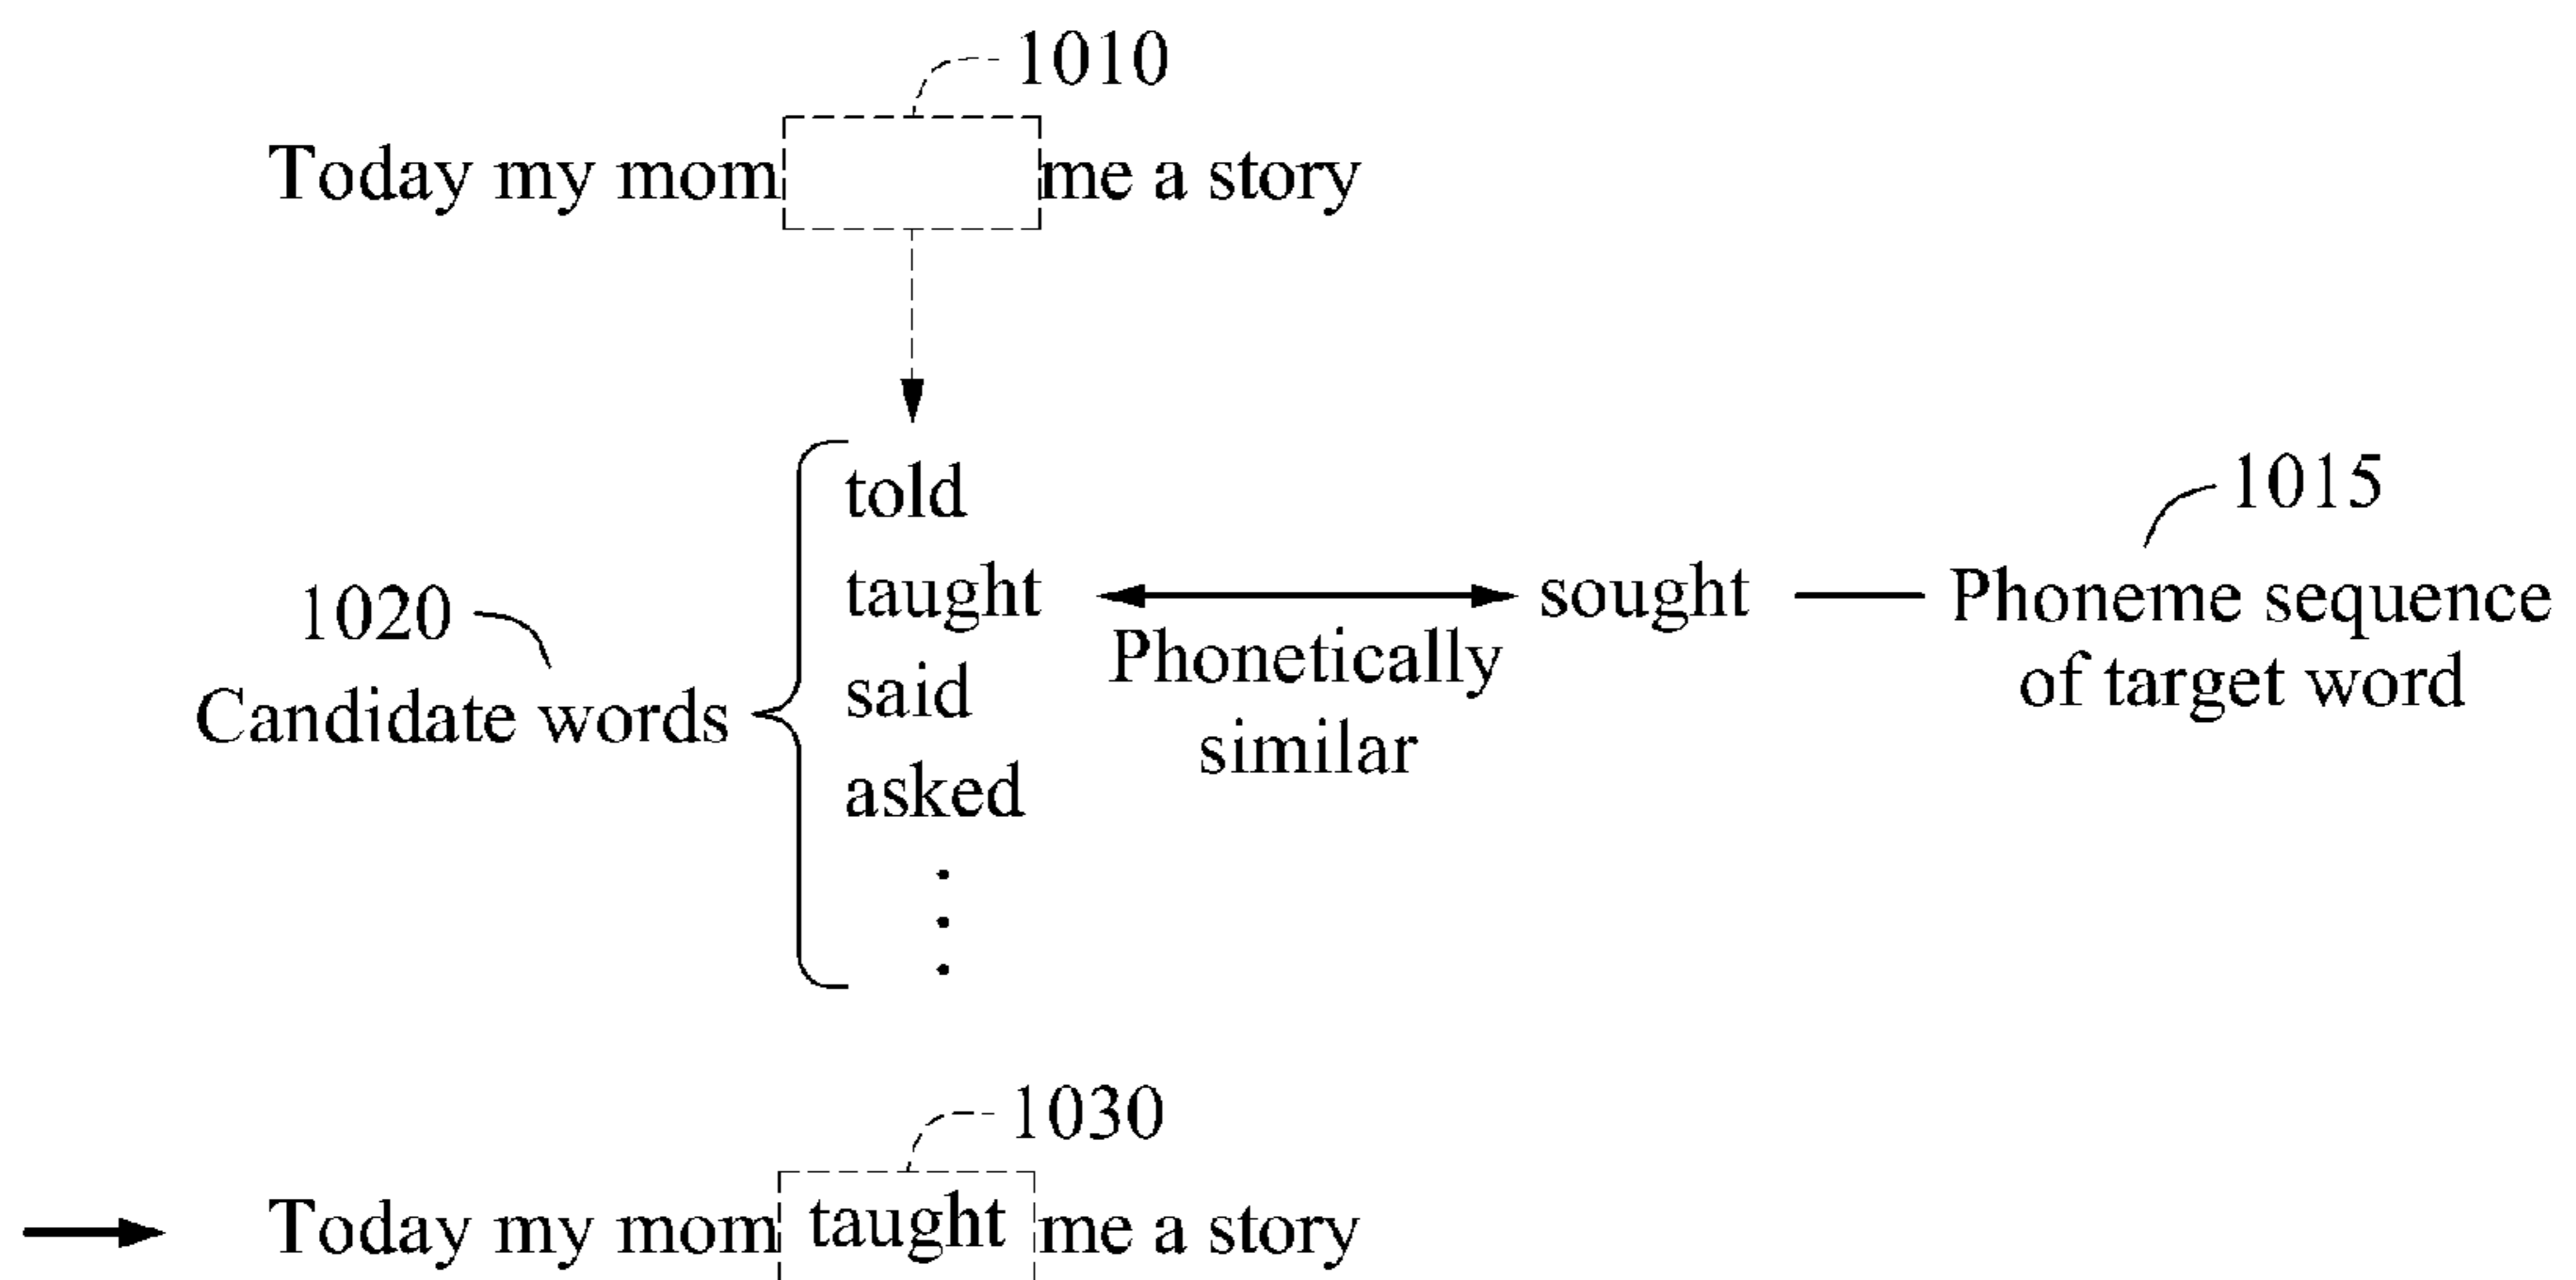 1010
Today my mom me a story
told
1015
taught
sought
Phoneme sequence
of target word
1020
Phonetically
similar
said
Candidate words
asked
1030
Today my mom taught me a story